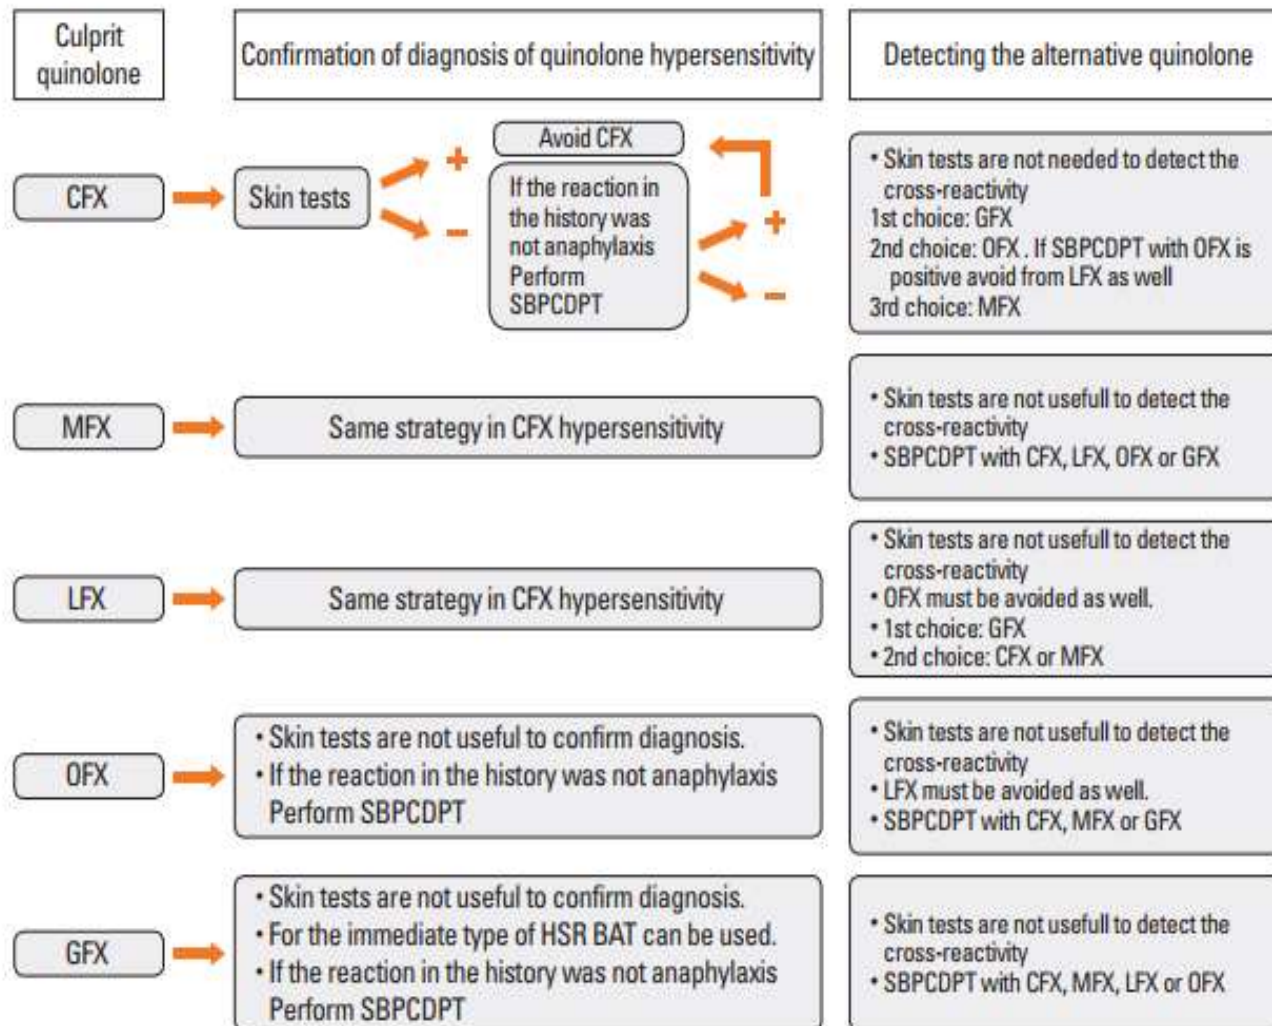 Culprit
quinolone
Confirmation of diagnosis of quinolone hypersensitivity
Detecting the alternative quinolone
CFX
Skin tests
+
−
Avoid CFX
If the reaction in
the history was
not anaphylaxis
Perform
SBPCDPT
+
−
• Skin tests are not needed to detect the
cross-reactivity
1st choice: GFX
2nd choice: OFX . If SBPCDPT with OFX is
positive avoid from LFX as well
3rd choice: MFX
MFX
Same strategy in CFX hypersensitivity
• Skin tests are not usefull to detect the
cross-reactivity
• SBPCDPT with CFX, LFX, OFX or GFX
LFX
Same strategy in CFX hypersensitivity
• Skin tests are not usefull to detect the
cross-reactivity
• OFX must be avoided as well.
• 1st choice: GFX
• 2nd choice: CFX or MFX
OFX
• Skin tests are not useful to confirm diagnosis.
• If the reaction in the history was not anaphylaxis
Perform SBPCDPT
• Skin tests are not usefull to detect the
cross-reactivity
• LFX must be avoided as well.
• SBPCDPT with CFX, MFX or GFX
GFX
• Skin tests are not useful to confirm diagnosis.
• For the immediate type of HSR BAT can be used.
• If the reaction in the history was not anaphylaxis
Perform SBPCDPT
• Skin tests are not usefull to detect the
cross-reactivity
• SBPCDPT with CFX, MFX, LFX or OFX